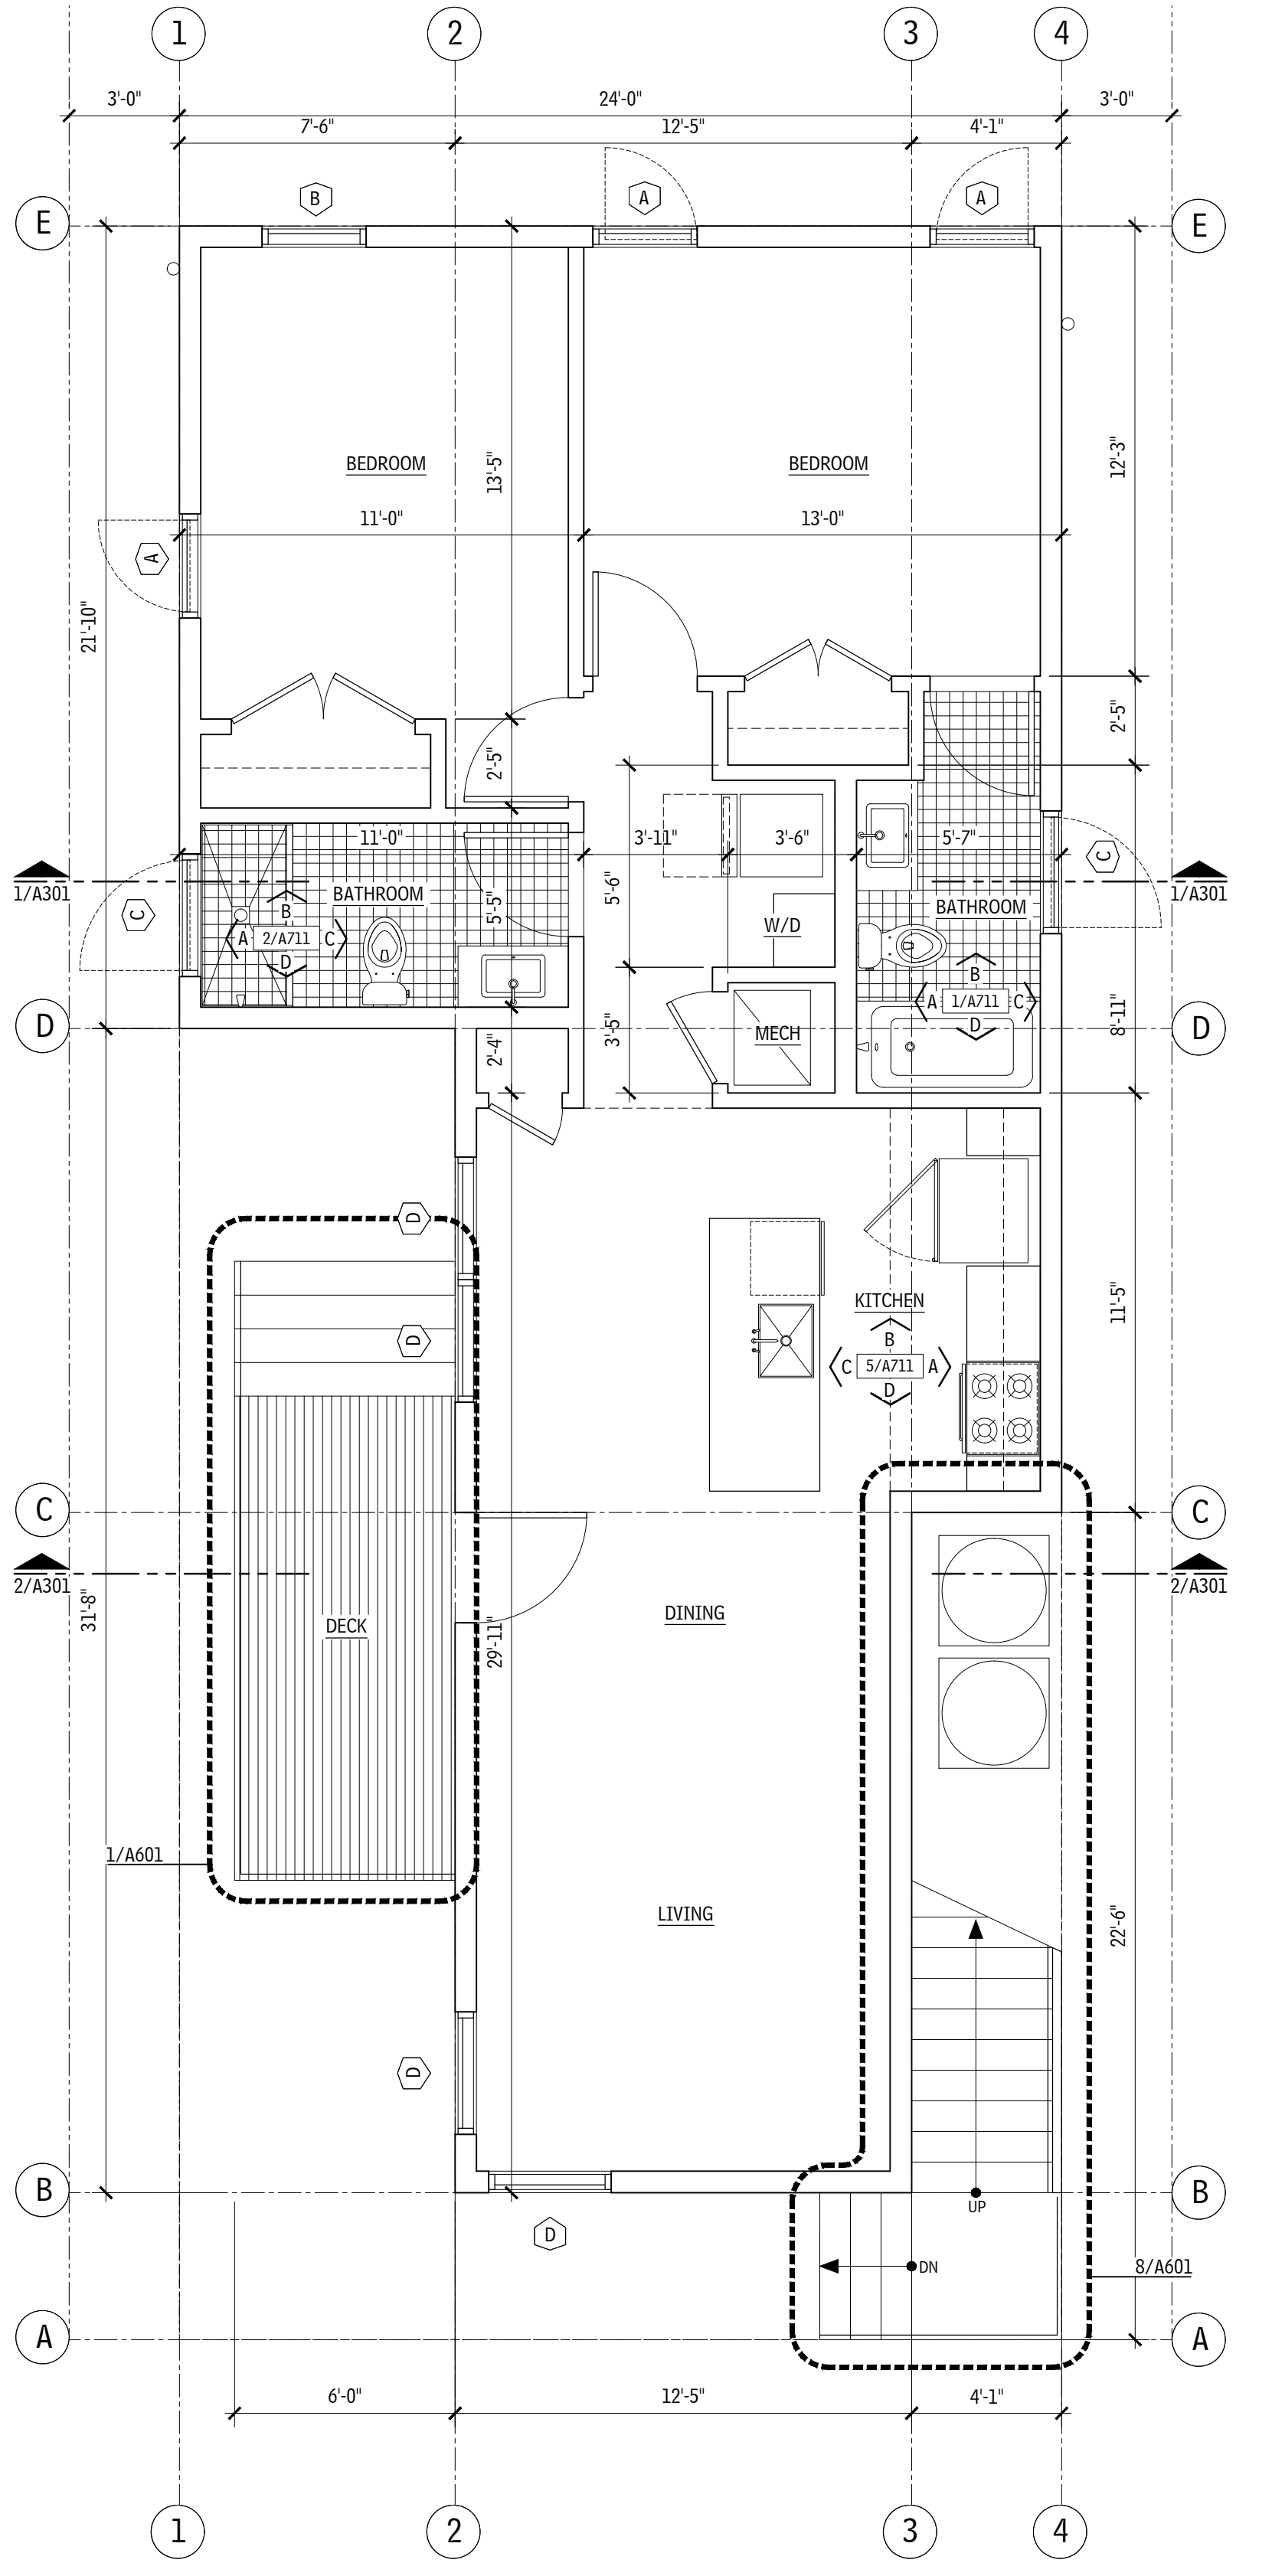 1 2 3 4
3'-0" 24'-0" 3'-0"
7'-6" 12'-5" 4'-1"
B A A
E E
BEDROOM BEDROOM
13'-5" 12'-3"
11'-0" 13'-0"
A
21'-10"
2'-5" 2'-5"
11'-0" 3'-11" 3'-6" 5'-7"
C
1/A301 1/A301
BATHROOM
5'-5" 5'-6"
BATHROOM
C
B
A 2/A711 C
D
W/D
B
A 1/A711 C
D
D D
2'-4" 3'-5" MECH 8'-11"
D
KITCHEN
11'-5"
D
B
C 5/A711 A
D
C C
2/A301 2/A301
31'-8"
DECK
29'-11"
DINING
1/A601
LIVING
22'-6"
D
B B
UP
D
DN
8/A601
A A
6'-0" 12'-5" 4'-1"
1 2 3 4